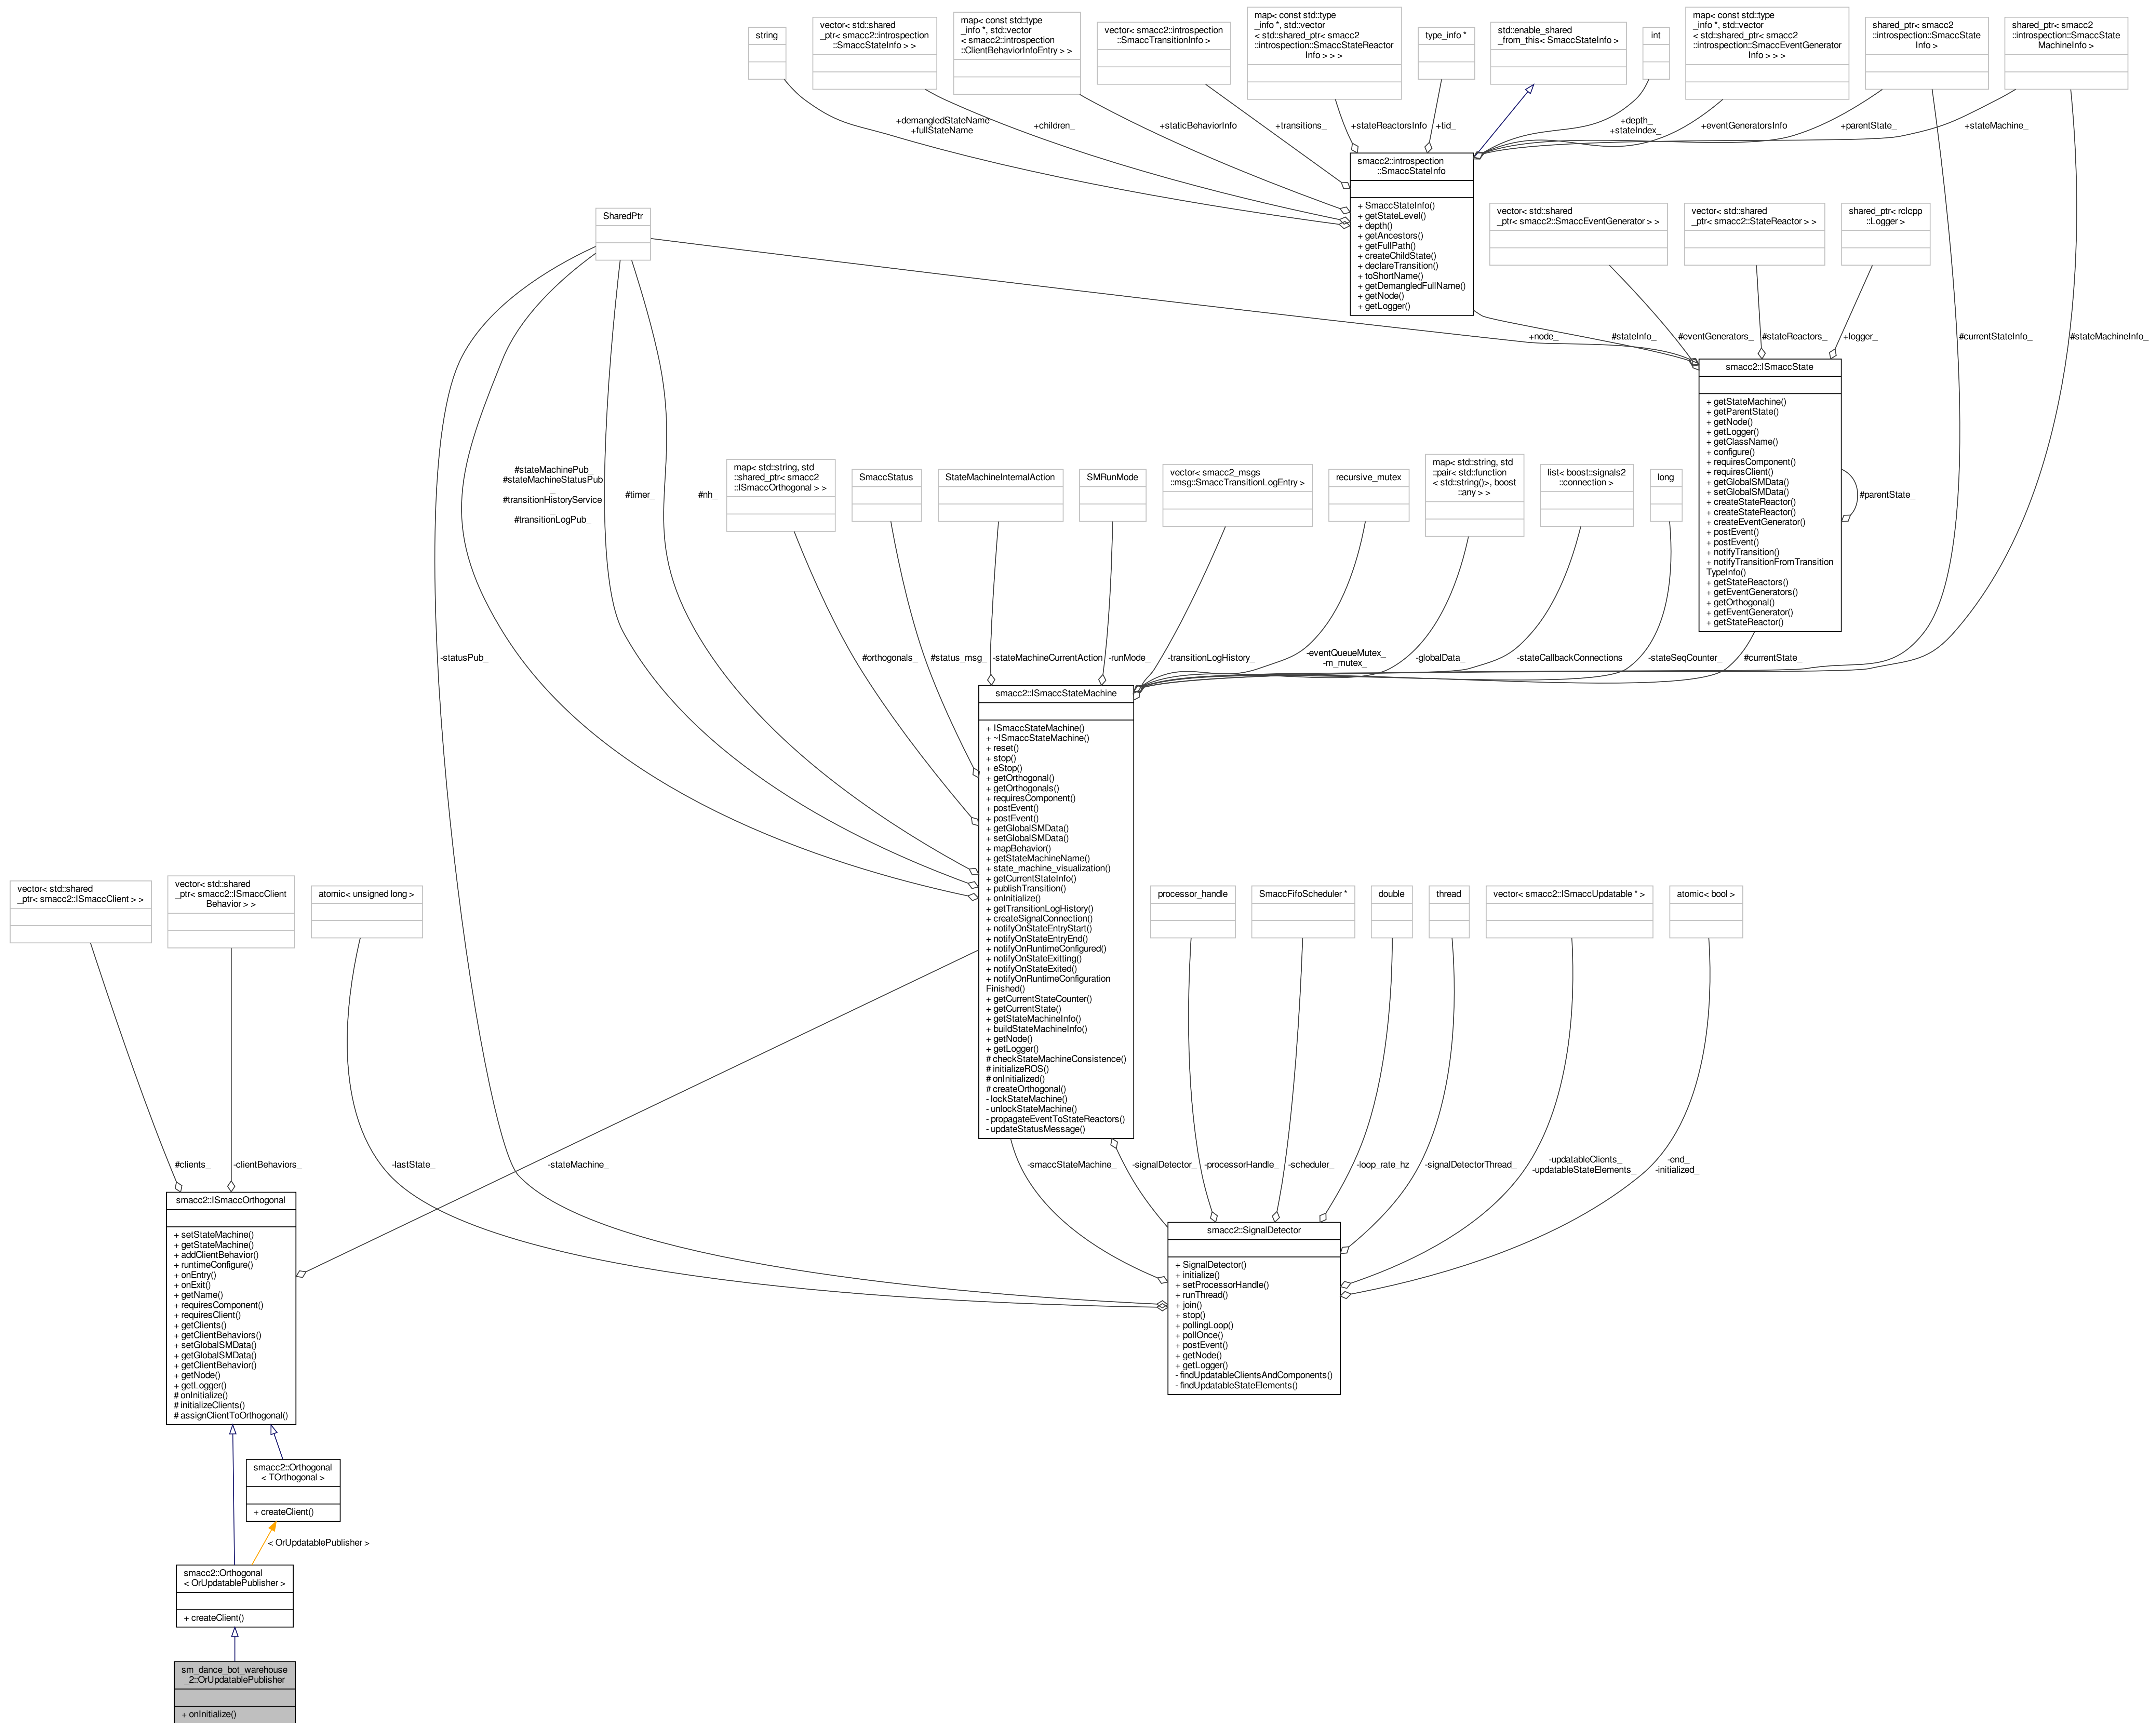 string
vector< std::shared
_ptr< smacc2::introspection
::SmaccStateInfo > >
map< const std::type
_info *, std::vector
< smacc2::introspection
::ClientBehaviorInfoEntry > >
vector< smacc2::introspection
::SmaccTransitionInfo >
map< const std::type
_info *, std::vector
< std::shared_ptr< smacc2
::introspection::SmaccStateReactor
Info > > >
type_info *
std::enable_shared
_from_this< SmaccStateInfo >
int
map< const std::type
_info *, std::vector
< std::shared_ptr< smacc2
::introspection::SmaccEventGenerator
Info > > >
shared_ptr< smacc2
::introspection::SmaccState
Info >
shared_ptr< smacc2
::introspection::SmaccState
MachineInfo >
+demangledStateName
+fullStateName
+children_
+staticBehaviorInfo
+transitions_
+stateReactorsInfo
+tid_
+depth_
+stateIndex_
+eventGeneratorsInfo
+parentState_
+stateMachine_
smacc2::introspection
::SmaccStateInfo
+ SmaccStateInfo()
+ getStateLevel()
+ depth()
+ getAncestors()
+ getFullPath()
+ createChildState()
+ declareTransition()
+ toShortName()
+ getDemangledFullName()
+ getNode()
+ getLogger()
SharedPtr
vector< std::shared
_ptr< smacc2::SmaccEventGenerator > >
vector< std::shared
_ptr< smacc2::StateReactor > >
shared_ptr< rclcpp
::Logger >
+node_
#stateInfo_
#eventGenerators_
#stateReactors_
+logger_
#currentStateInfo_
#stateMachineInfo_
smacc2::ISmaccState
+ getStateMachine()
+ getParentState()
+ getNode()
+ getLogger()
+ getClassName()
+ configure()
+ requiresComponent()
+ requiresClient()
+ getGlobalSMData()
+ setGlobalSMData()
+ createStateReactor()
+ createStateReactor()
+ createEventGenerator()
+ postEvent()
+ postEvent()
+ notifyTransition()
+ notifyTransitionFromTransition
TypeInfo()
+ getStateReactors()
+ getEventGenerators()
+ getOrthogonal()
+ getEventGenerator()
+ getStateReactor()
#parentState_
#stateMachinePub_
#stateMachineStatusPub
_
#transitionHistoryService
_
#transitionLogPub_
#timer_
#nh_
map< std::string, std
::shared_ptr< smacc2
::ISmaccOrthogonal > >
SmaccStatus
StateMachineInternalAction
SMRunMode
vector< smacc2_msgs
::msg::SmaccTransitionLogEntry >
recursive_mutex
map< std::string, std
::pair< std::function
< std::string()>, boost
::any > >
list< boost::signals2
::connection >
long
-statusPub_
#orthogonals_
#status_msg_
-stateMachineCurrentAction
-runMode_
-transitionLogHistory_
-eventQueueMutex_
-m_mutex_
-globalData_
-stateCallbackConnections
-stateSeqCounter_
#currentState_
smacc2::ISmaccStateMachine
+ ISmaccStateMachine()
+ ~ISmaccStateMachine()
+ reset()
+ stop()
+ eStop()
+ getOrthogonal()
+ getOrthogonals()
+ requiresComponent()
+ postEvent()
+ postEvent()
+ getGlobalSMData()
+ setGlobalSMData()
+ mapBehavior()
+ getStateMachineName()
+ state_machine_visualization()
+ getCurrentStateInfo()
+ publishTransition()
+ onInitialize()
+ getTransitionLogHistory()
+ createSignalConnection()
+ notifyOnStateEntryStart()
+ notifyOnStateEntryEnd()
+ notifyOnRuntimeConfigured()
+ notifyOnStateExitting()
+ notifyOnStateExited()
+ notifyOnRuntimeConfiguration
Finished()
+ getCurrentStateCounter()
+ getCurrentState()
+ getStateMachineInfo()
+ buildStateMachineInfo()
+ getNode()
+ getLogger()
# checkStateMachineConsistence()
# initializeROS()
# onInitialized()
# createOrthogonal()
- lockStateMachine()
- unlockStateMachine()
- propagateEventToStateReactors()
- updateStatusMessage()
vector< std::shared
_ptr< smacc2::ISmaccClient > >
vector< std::shared
_ptr< smacc2::ISmaccClient
Behavior > >
atomic< unsigned long >
processor_handle
SmaccFifoScheduler *
double
thread
vector< smacc2::ISmaccUpdatable * >
atomic< bool >
#clients_
-clientBehaviors_
-lastState_
-stateMachine_
-smaccStateMachine_
-signalDetector_
-processorHandle_
-scheduler_
-loop_rate_hz
-signalDetectorThread_
-updatableClients_
-updatableStateElements_
-end_
-initialized_
smacc2::ISmaccOrthogonal
+ setStateMachine()
+ getStateMachine()
+ addClientBehavior()
+ runtimeConfigure()
+ onEntry()
+ onExit()
+ getName()
+ requiresComponent()
+ requiresClient()
+ getClients()
+ getClientBehaviors()
+ setGlobalSMData()
+ getGlobalSMData()
+ getClientBehavior()
+ getNode()
+ getLogger()
# onInitialize()
# initializeClients()
# assignClientToOrthogonal()
smacc2::SignalDetector
+ SignalDetector()
+ initialize()
+ setProcessorHandle()
+ runThread()
+ join()
+ stop()
+ pollingLoop()
+ pollOnce()
+ postEvent()
+ getNode()
+ getLogger()
- findUpdatableClientsAndComponents()
- findUpdatableStateElements()
smacc2::Orthogonal
< TOrthogonal >
+ createClient()
< OrUpdatablePublisher >
smacc2::Orthogonal
< OrUpdatablePublisher >
+ createClient()
sm_dance_bot_warehouse
_2::OrUpdatablePublisher
+ onInitialize()